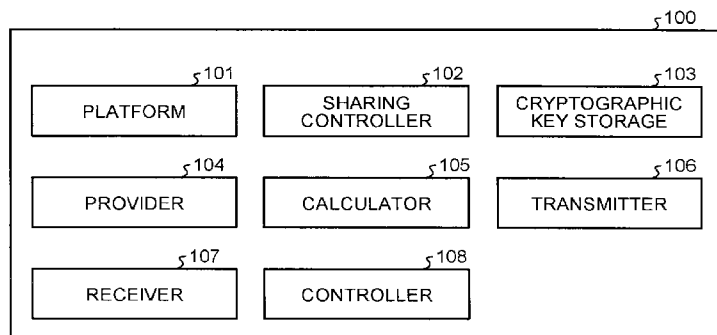 100
101
102
103
PLATFORM
SHARING
CONTROLLER
CRYPTOGRAPHIC
KEY STORAGE
104
105
106
PROVIDER
CALCULATOR
TRANSMITTER
107
108
RECEIVER
CONTROLLER